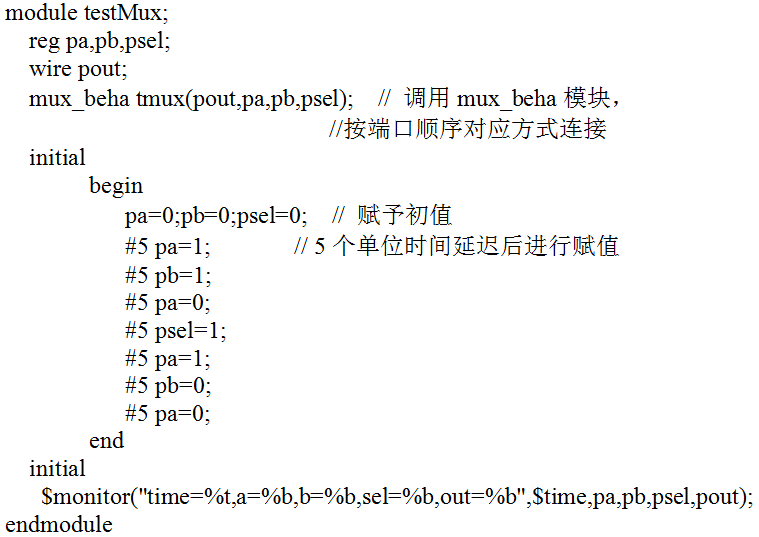 module testMux;
reg pa,pb,psel;
wire pout;
mux_beha tmux(pout,pa,pb,psel); // 调用 mux_beha 模块，
//按端口顺序对应方式连接
initial
begin
pa=0;pb=0;psel=0; // 赋予初值
#5 pa=1; // 5 个单位时间延迟后进行赋值
#5 pb=1;
#5 pa=0;
#5 psel=1;
#5 pa=1;
#5 pb=0;
#5 pa=0;
end
initial
$monitor("time=%t,a=%b,b=%b,sel=%b,out=%b",$time,pa,pb,psel,pout);
endmodule